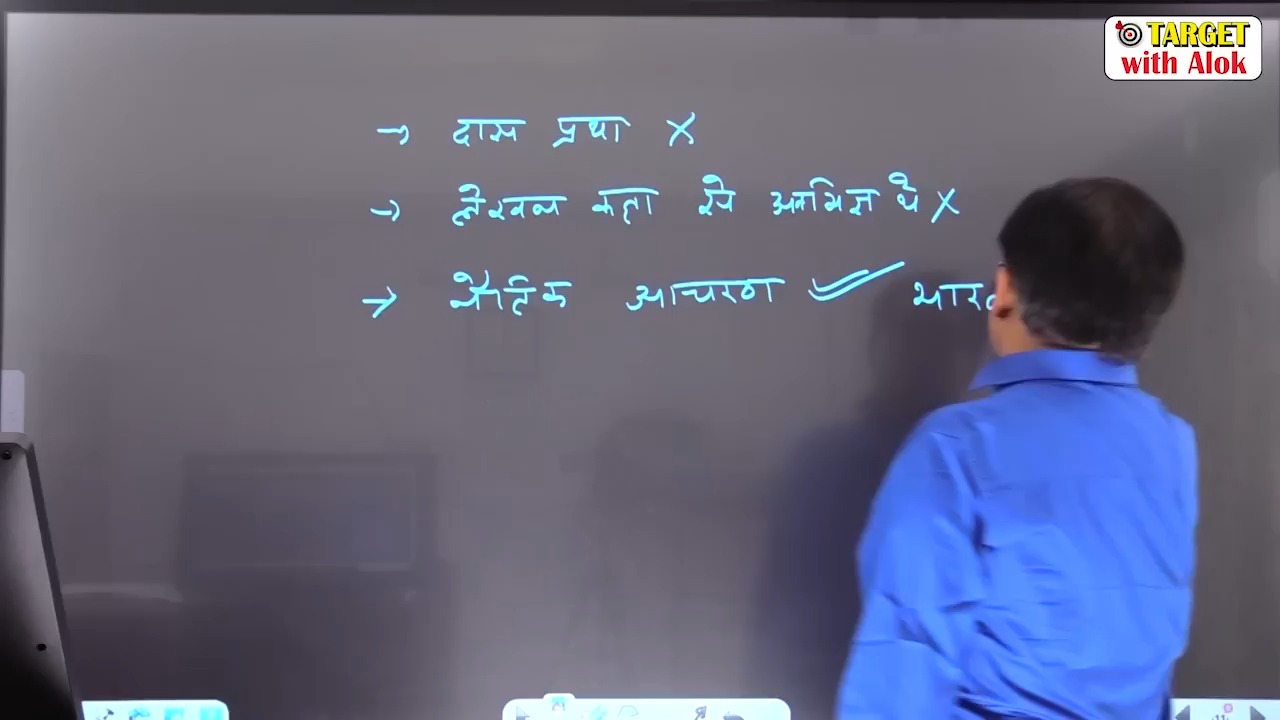 TARGET
with Alok
→ दास प्रथा X
→ लेखन कला से अनभिज्ञ थे X
→ नैतिक आचरण ✓